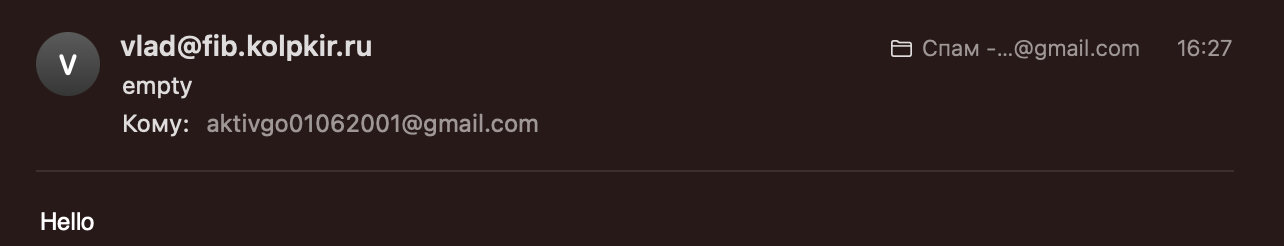 V
vlad@fib.kolpkir.ru
Спам -...@gmail.com 16:27
empty
Кому: aktivgo01062001@gmail.com
Hello